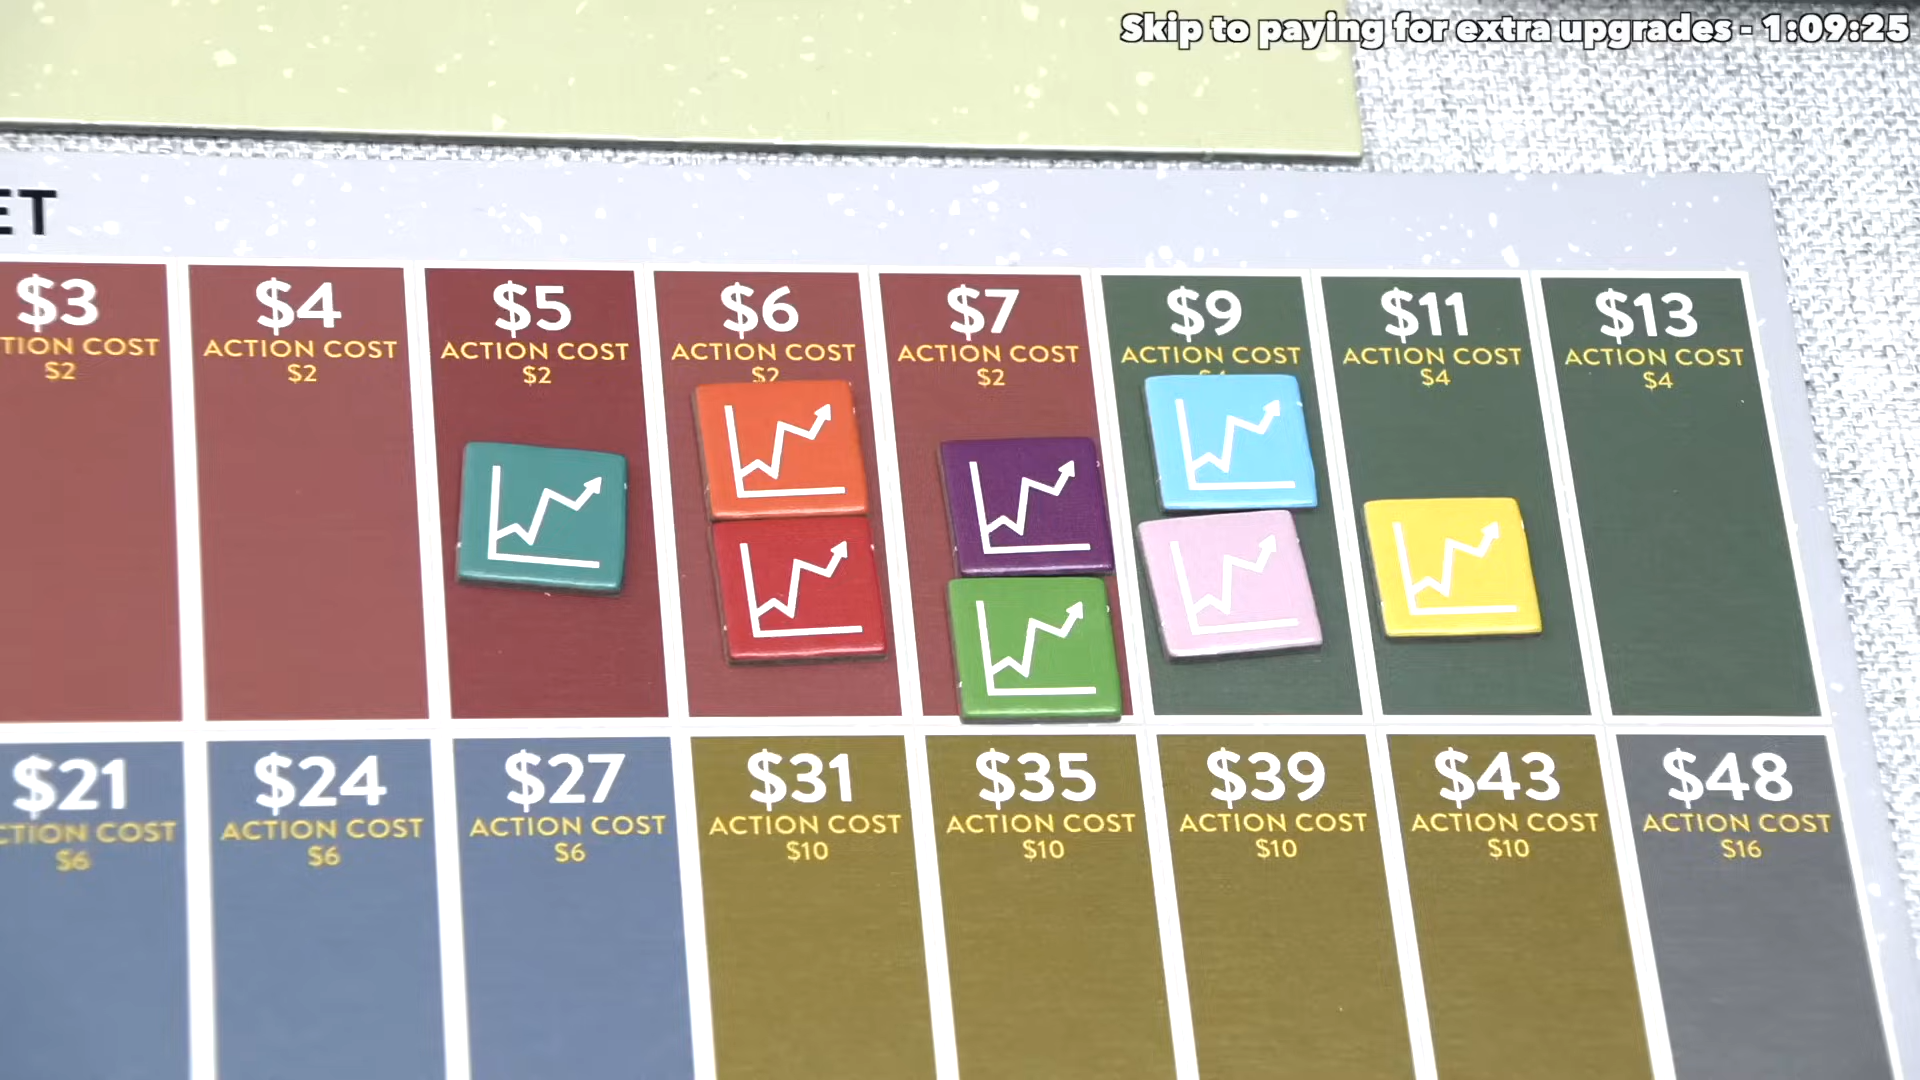 Skip to paying for extra upgrades - 1:09:25
ET
$3 $4 $5 $6 $7 $9 $11 $13
TION COST ACTION COST ACTION COST ACTION COST ACTION COST ACTION COST ACTION COST ACTION COST
$2 $2 $2 $2 $2 $4 $4 $4
$21 $24 $27 $31 $35 $39 $43 $48
CTION COST ACTION COST ACTION COST ACTION COST ACTION COST ACTION COST ACTION COST ACTION COST
$6 $6 $6 $10 $10 $10 $10 $16